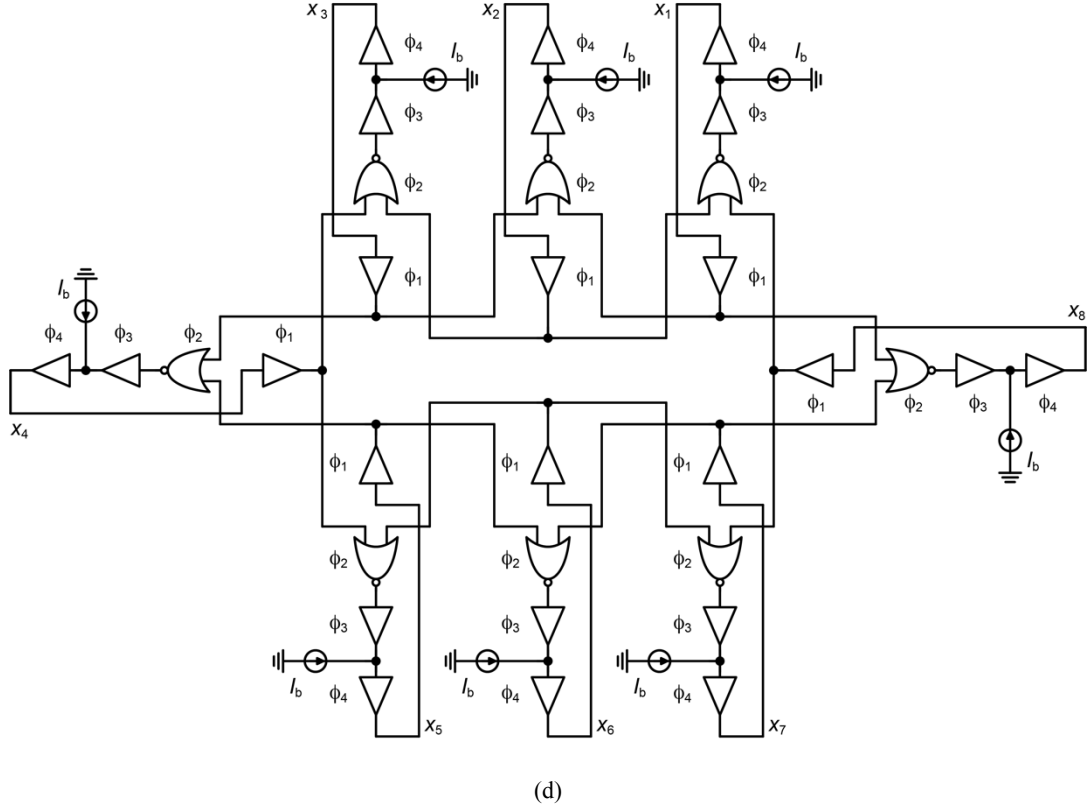 x3 x2 x1
ϕ4 Ib ϕ4 Ib ϕ4 Ib
ϕ3 ϕ3 ϕ3
ϕ2 ϕ2 ϕ2
ϕ1 ϕ1 ϕ1
Ib x8
ϕ4 ϕ3 ϕ2 ϕ1
ϕ1 ϕ2 ϕ3 ϕ4
x4
ϕ1 ϕ1 ϕ1 Ib
ϕ2 ϕ2 ϕ2
ϕ3 ϕ3 ϕ3
Ib ϕ4 Ib ϕ4 Ib ϕ4
x5 x6 x7
(d)